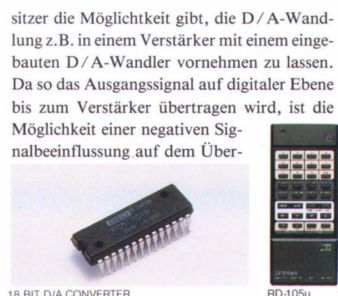 sitzer die Möglichtkeit gibt, die D/A-Wand-
lung z.B. in einem Verstärker mit einem einge-
bauten D/A-Wandler vornehmen zu lassen.
Da so das Ausgangssignal auf digitaler Ebene
bis zum Verstärker übertragen wird, ist die
Möglichkeit einer negativen Sig-
nalbeeinflussung auf dem Über-
18 BIT D/A CONVERTER
RD-105u